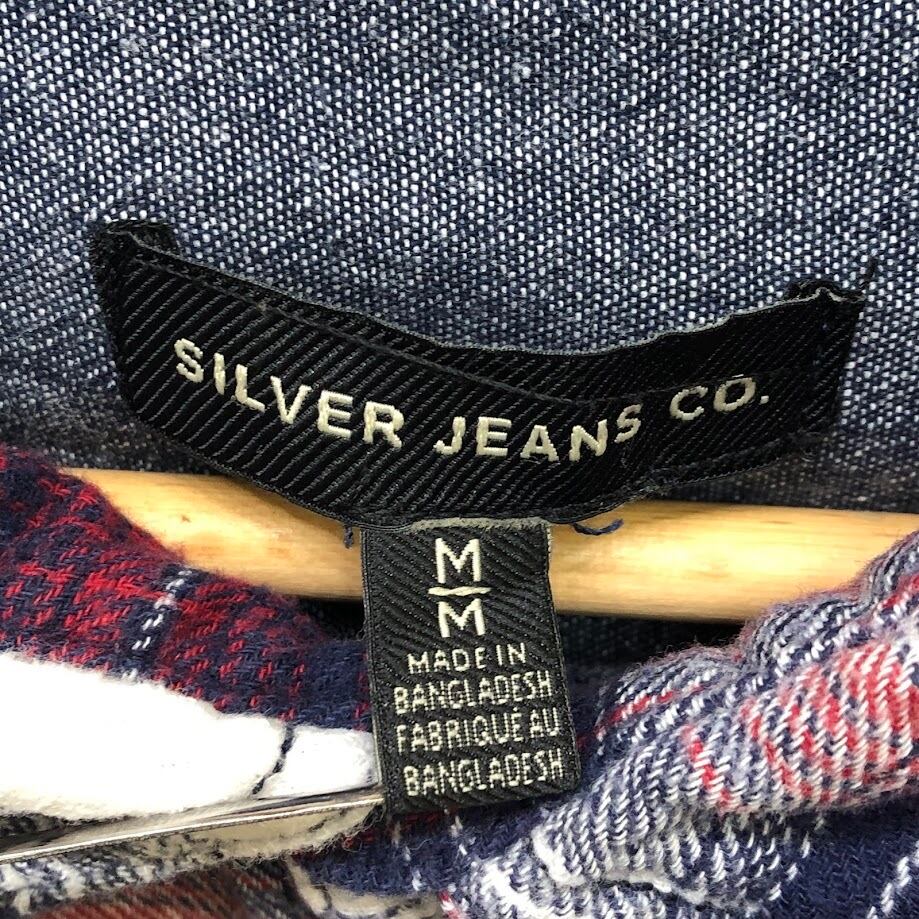 SILVER JEANS CO.
M
M
MADE IN
BANGLADESH
FABRIQUE AU
BANGLADESH